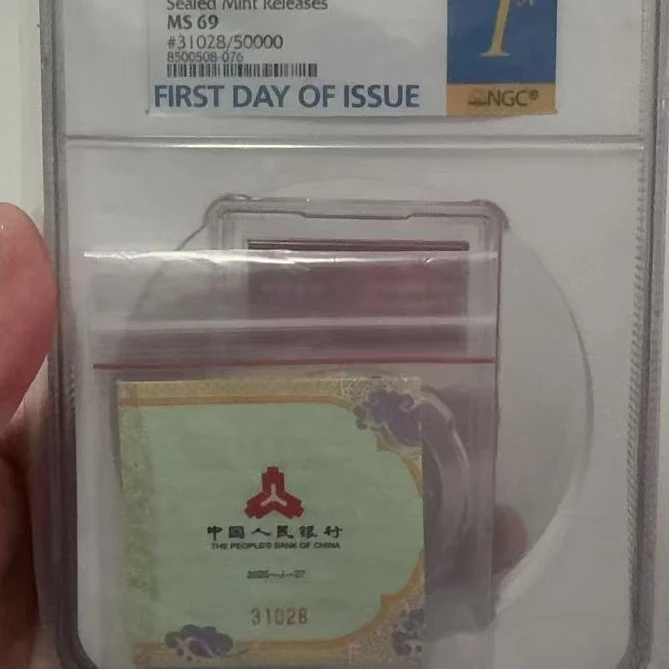 Sealed Mint Releases
MS 69
#31028/50000
8500508-076
1
FIRST DAY OF ISSUE
NGC®
中国人民银行
THE PEOPLE'S BANK OF CHINA
31028